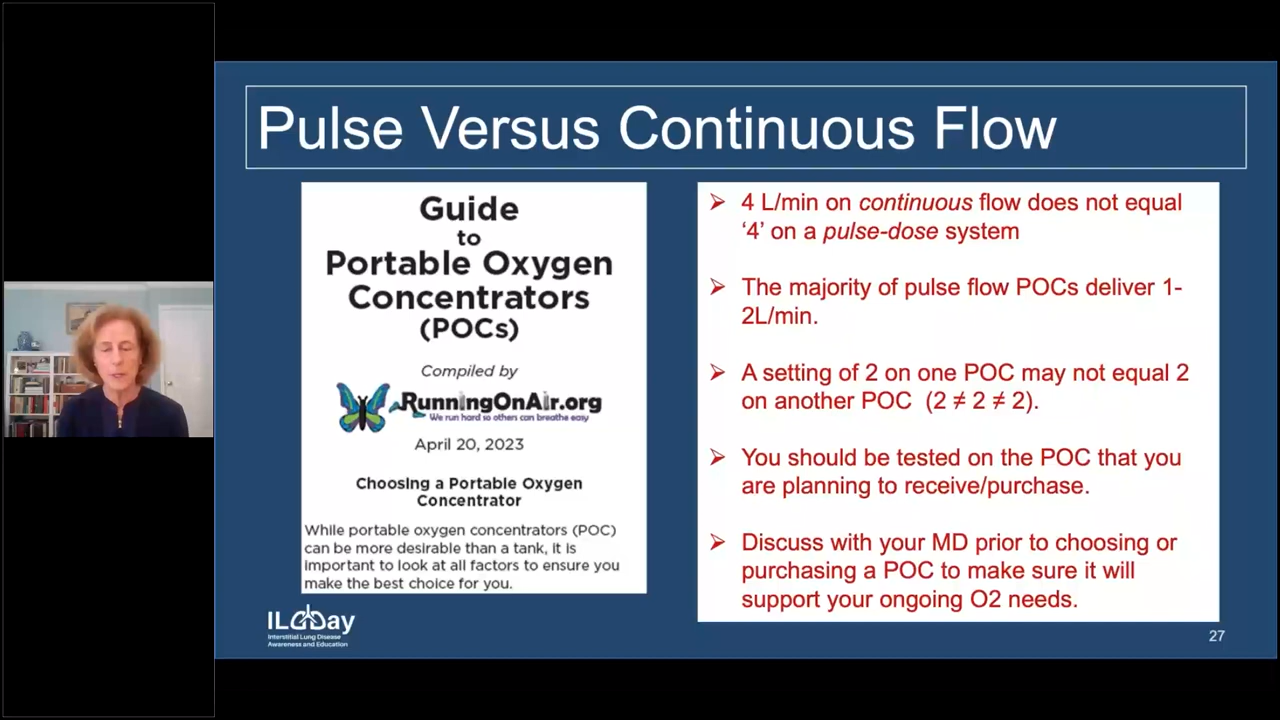 Pulse Versus Continuous Flow
Guide
to
Portable Oxygen
Concentrators
(POCs)
Compiled by
RunningOnAir.org
We run hard so others can breathe easy
April 20, 2023
Choosing a Portable Oxygen
Concentrator
While portable oxygen concentrators (POC)
can be more desirable than a tank, it is
important to look at all factors to ensure you
make the best choice for you.
➢ 4 L/min on continuous flow does not equal
‘4’ on a pulse-dose system
➢ The majority of pulse flow POCs deliver 1-
2L/min.
➢ A setting of 2 on one POC may not equal 2
on another POC (2 ≠ 2 ≠ 2).
➢ You should be tested on the POC that you
are planning to receive/purchase.
➢ Discuss with your MD prior to choosing or
purchasing a POC to make sure it will
support your ongoing O2 needs.
ILDDay
Interstitial Lung Disease
Awareness and Education
27